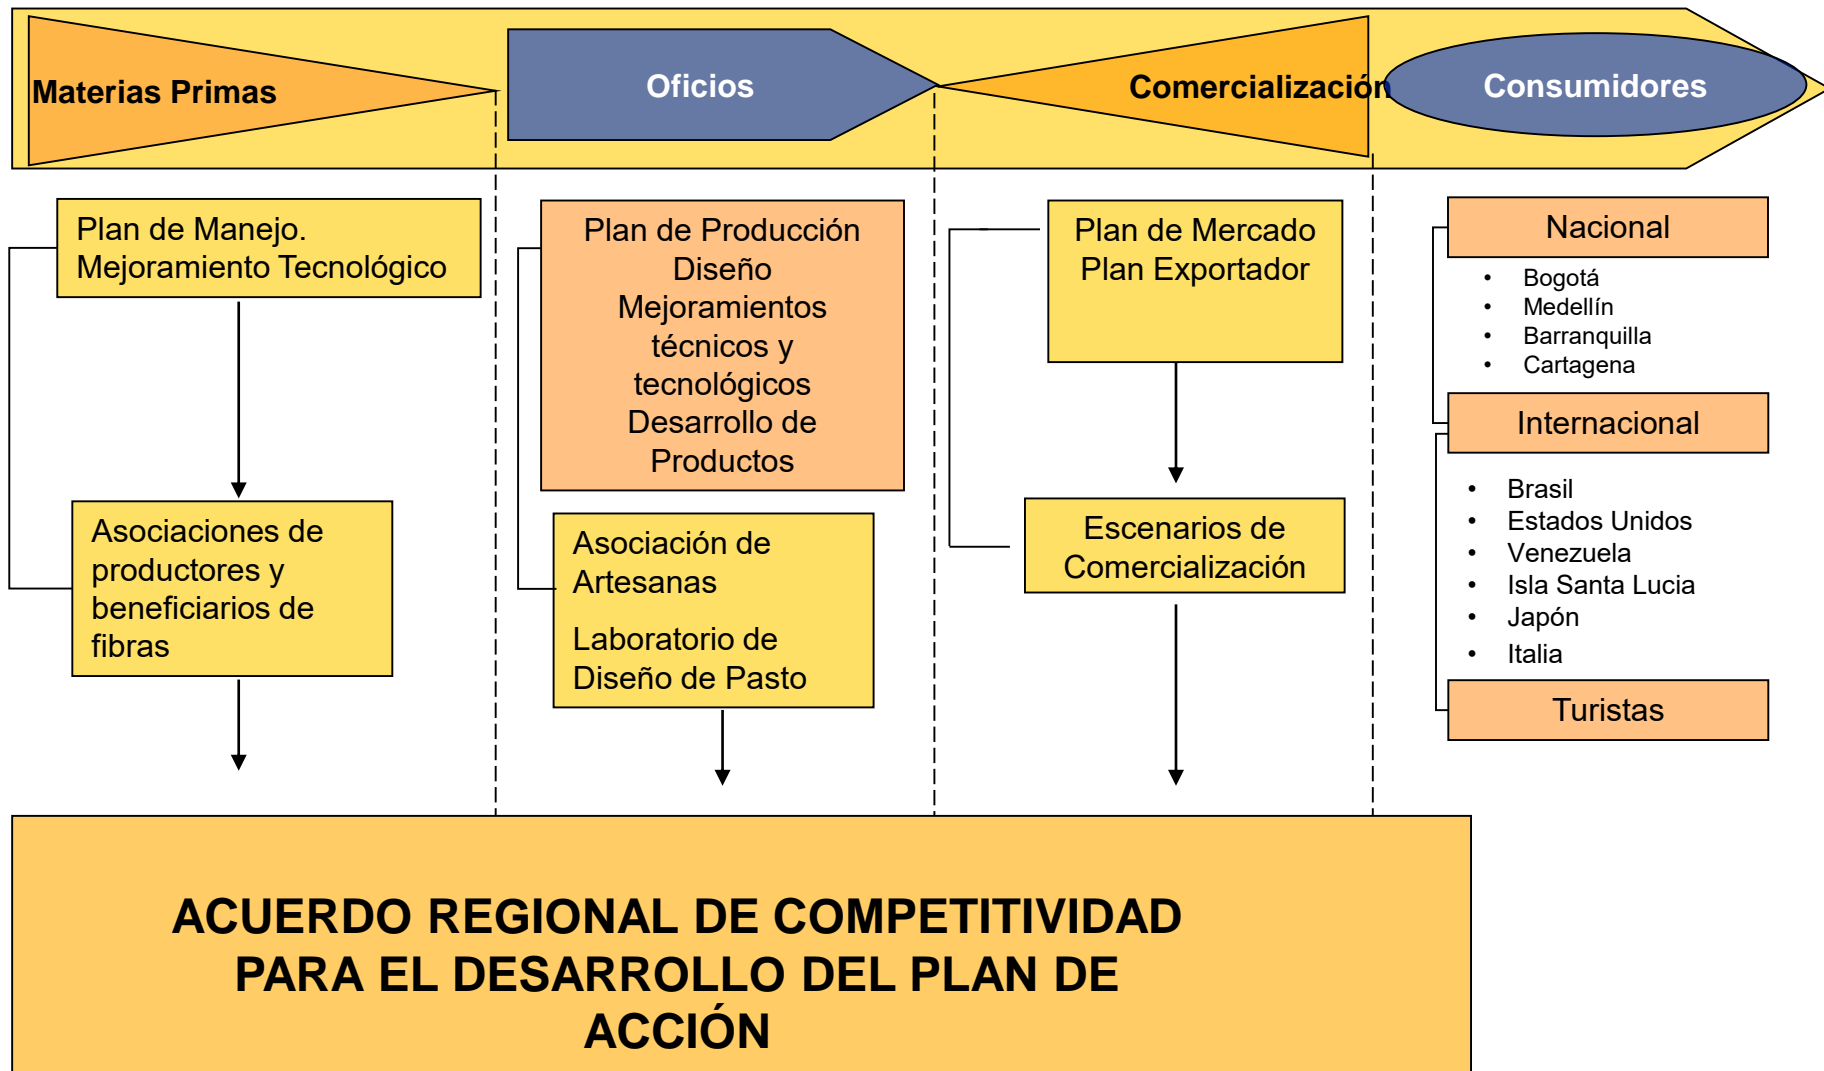 Materias Primas
Oficios
Comercialización
Consumidores
Plan de Manejo.
Mejoramiento Tecnológico
Asociaciones de
productores y
beneficiarios de
fibras
Plan de Producción
Diseño
Mejoramientos
técnicos y
tecnológicos
Desarrollo de
Productos
Asociación de
Artesanas
Laboratorio de
Diseño de Pasto
Plan de Mercado
Plan Exportador
Escenarios de
Comercialización
Nacional
• Bogotá
• Medellín
• Barranquilla
• Cartagena
Internacional
• Brasil
• Estados Unidos
• Venezuela
• Isla Santa Lucia
• Japón
• Italia
Turistas
ACUERDO REGIONAL DE COMPETITIVIDAD
PARA EL DESARROLLO DEL PLAN DE
ACCIÓN